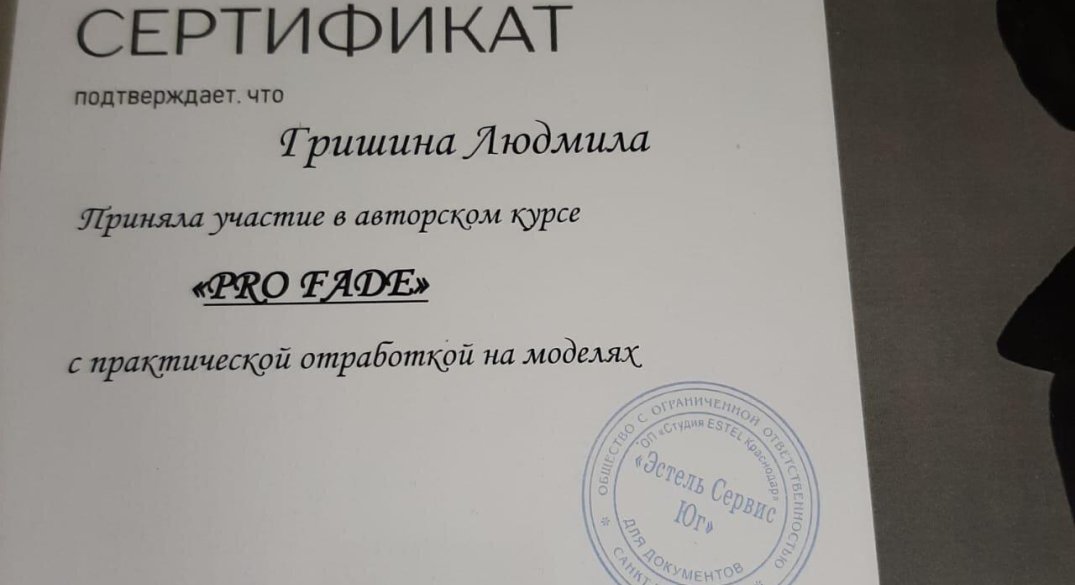 СЕРТИФИКАТ
подтверждает, что
Гришина Людмила
Приняла участие в авторском курсе
«PRO FADE»
с практической отработкой на моделях
ОБЩЕСТВО С ОГРАНИЧЕННОЙ ОТВЕТСТВЕННОСТЬЮ
ОП «Студия ESTEL Краснодар»
«Эстель Сервис
Юг»
ДЛЯ ДОКУМЕНТОВ